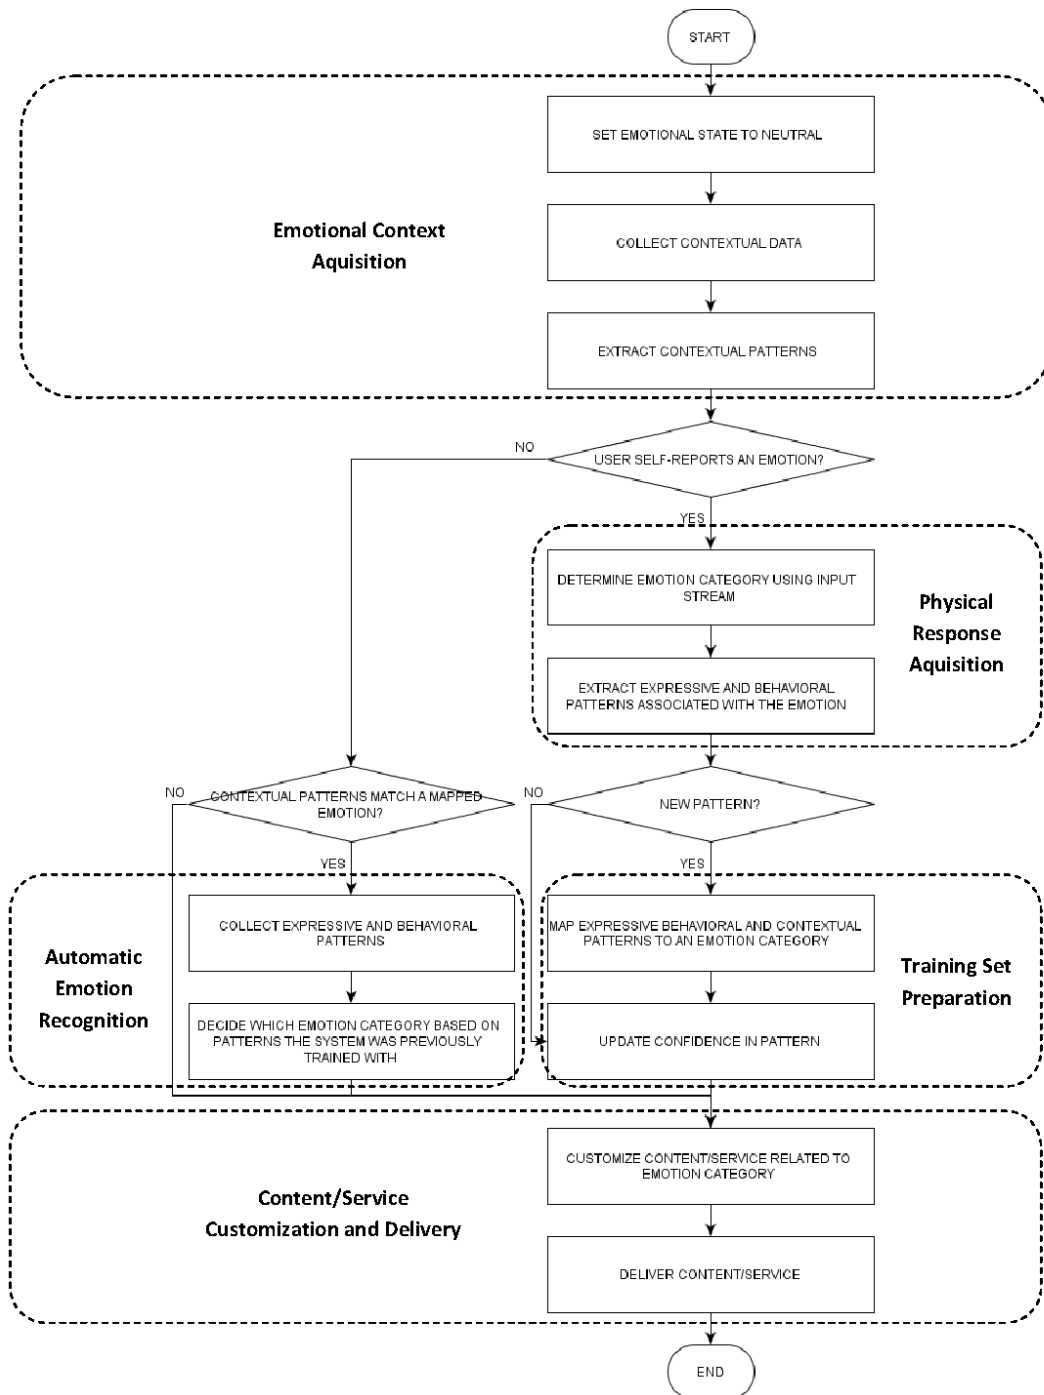 START
SET EMOTIONAL STATE TO NEUTRAL
Emotional Context
Aquisition
COLLECT CONTEXTUAL DATA
EXTRACT CONTEXTUAL PATTERNS
NO
USER SELF-REPORTS AN EMOTION?
YES
DETERMINE EMOTION CATEGORY USING INPUT
STREAM
Physical
Response
Aquisition
EXTRACT EXPRESSIVE AND BEHAVIORAL
PATTERNS ASSOCIATED WITH THE EMOTION
NO
CONTEXTUAL PATTERNS MATCH A MAPPED
EMOTION?
NO
NEW PATTERN?
YES
YES
COLLECT EXPRESSIVE AND BEHAVIORAL
PATTERNS
MAP EXPRESSIVE BEHAVIORAL AND CONTEXTUAL
PATTERNS TO AN EMOTION CATEGORY
Automatic
Emotion
Recognition
Training Set
Preparation
DECIDE WHICH EMOTION CATEGORY BASED ON
PATTERNS THE SYSTEM WAS PREVIOUSLY
TRAINED WITH
UPDATE CONFIDENCE IN PATTERN
CUSTOMIZE CONTENT/SERVICE RELATED TO
EMOTION CATEGORY
Content/Service
Customization and Delivery
DELIVER CONTENT/SERVICE
END